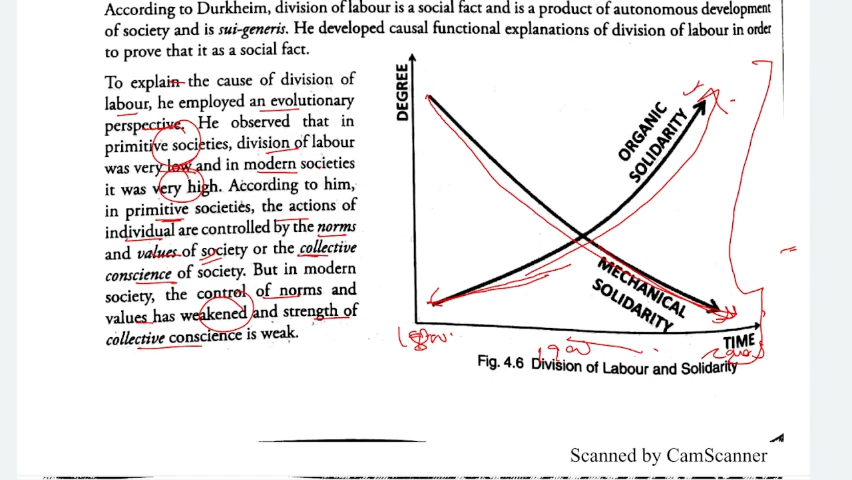 According to Durkheim, division of labour is a social fact and is a product of autonomous development
of society and is sui-generis. He developed causal functional explanations of division of labour in order
to prove that it as a social fact.
To explain the cause of division of
labour, he employed an evolutionary
perspective. He observed that in
primitive societies, division of labour
was very low and in modern societies
it was very high. According to him,
in primitive societies, the actions of
individual are controlled by the norms
and values of society or the collective
conscience of society. But in modern
society, the control of norms and
values has weakened and strength of
collective conscience is weak.
DEGREE
ORGANIC
SOLIDARITY
MECHANICAL
SOLIDARITY
TIME
1900
Fig. 4.6 Division of Labour and Solidarity
Scanned by CamScanner